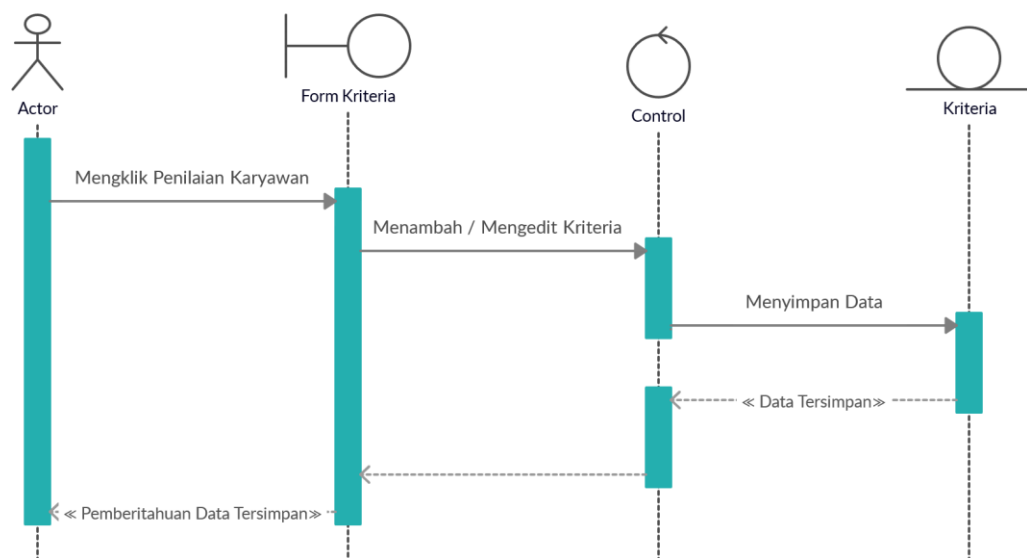 Actor
Form Kriteria
Control
Kriteria
Mengklik Penilaian Karyawan
Menambah / Mengedit Kriteria
Menyimpan Data
≪ Data Tersimpan≫
≪ Pemberitahuan Data Tersimpan≫